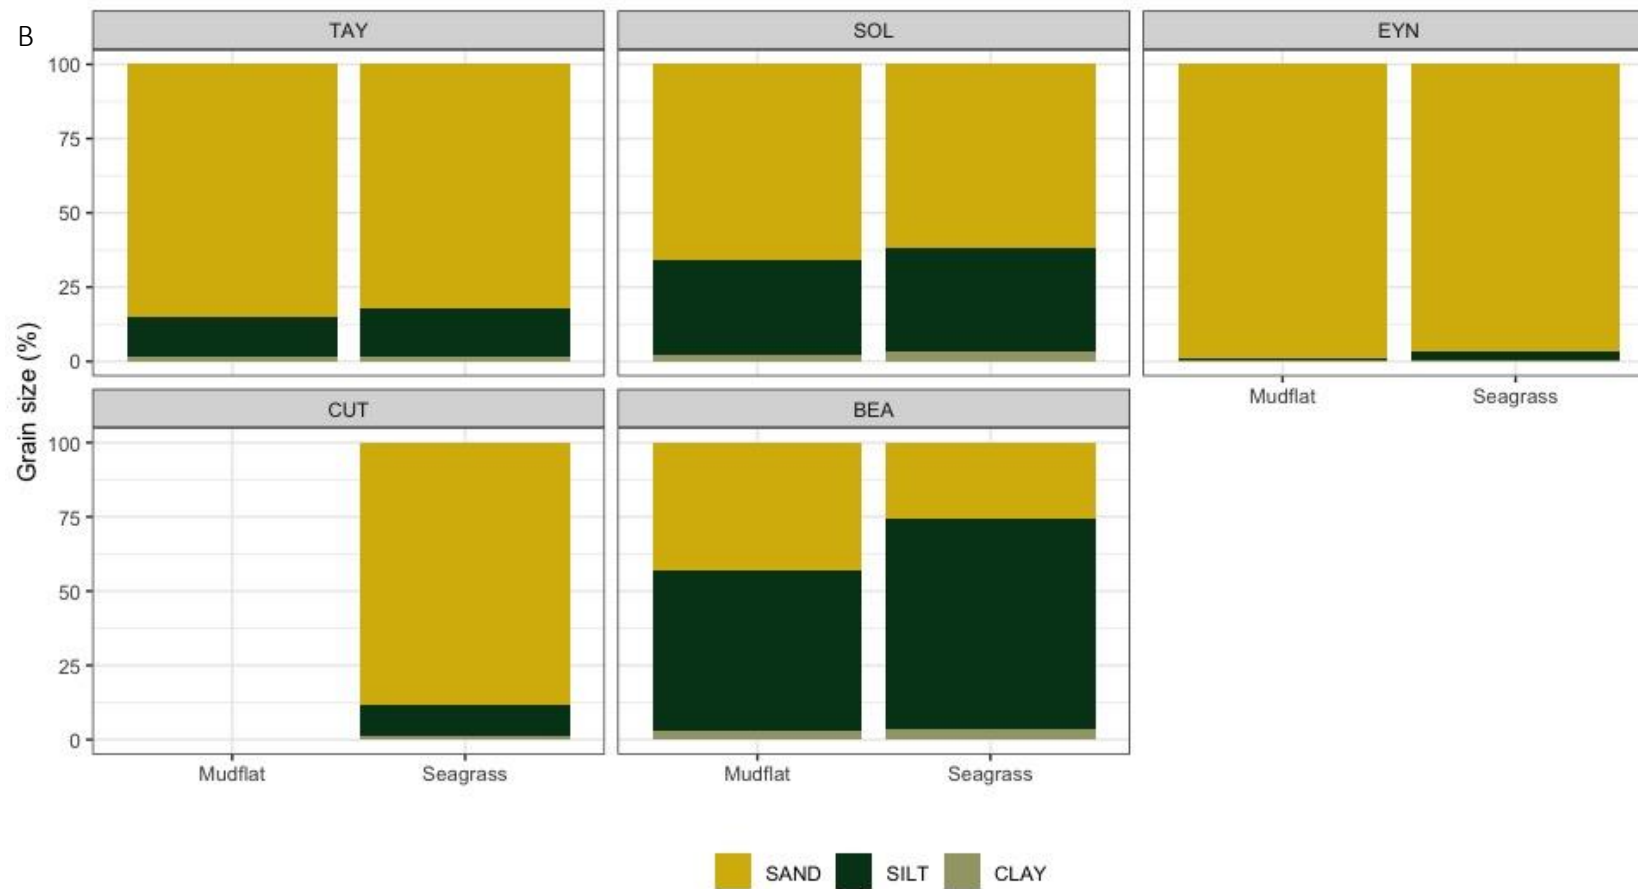 B
TAY
SOL
EYN
100
75
50
25
0
Mudflat
Seagrass
Grain size (%)
CUT
BEA
100
75
50
25
0
Mudflat
Seagrass
Mudflat
Seagrass
SAND
SILT
CLAY